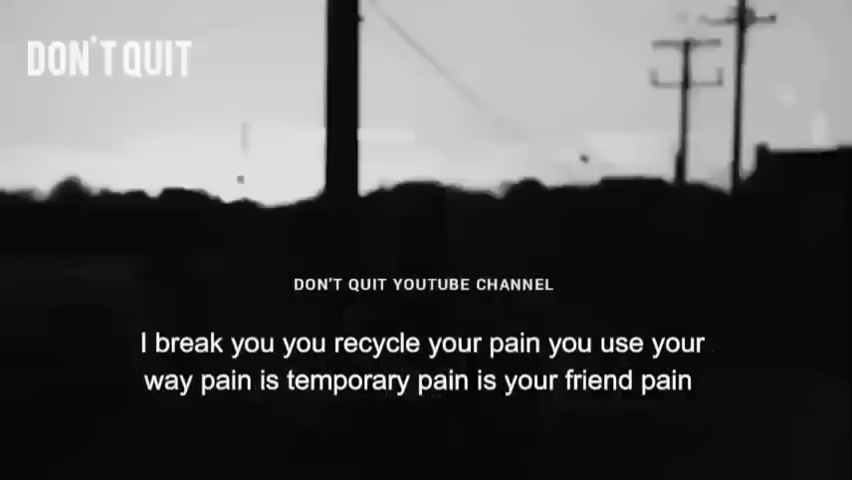 DON'T QUIT
DON'T QUIT YOUTUBE CHANNEL
I break you you recycle your pain you use your
way pain is temporary pain is your friend pain